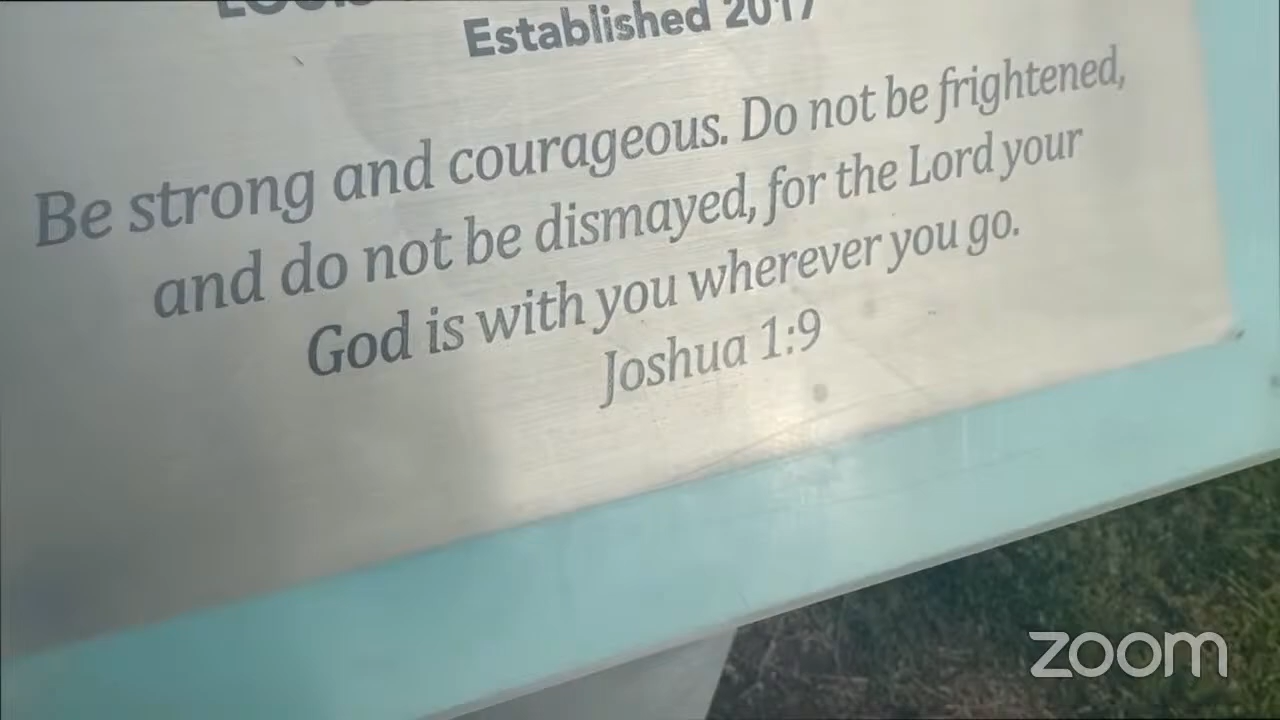 Established 2017
Be strong and courageous. Do not be frightened,
and do not be dismayed, for the Lord your
God is with you wherever you go.
Joshua 1:9
zoom